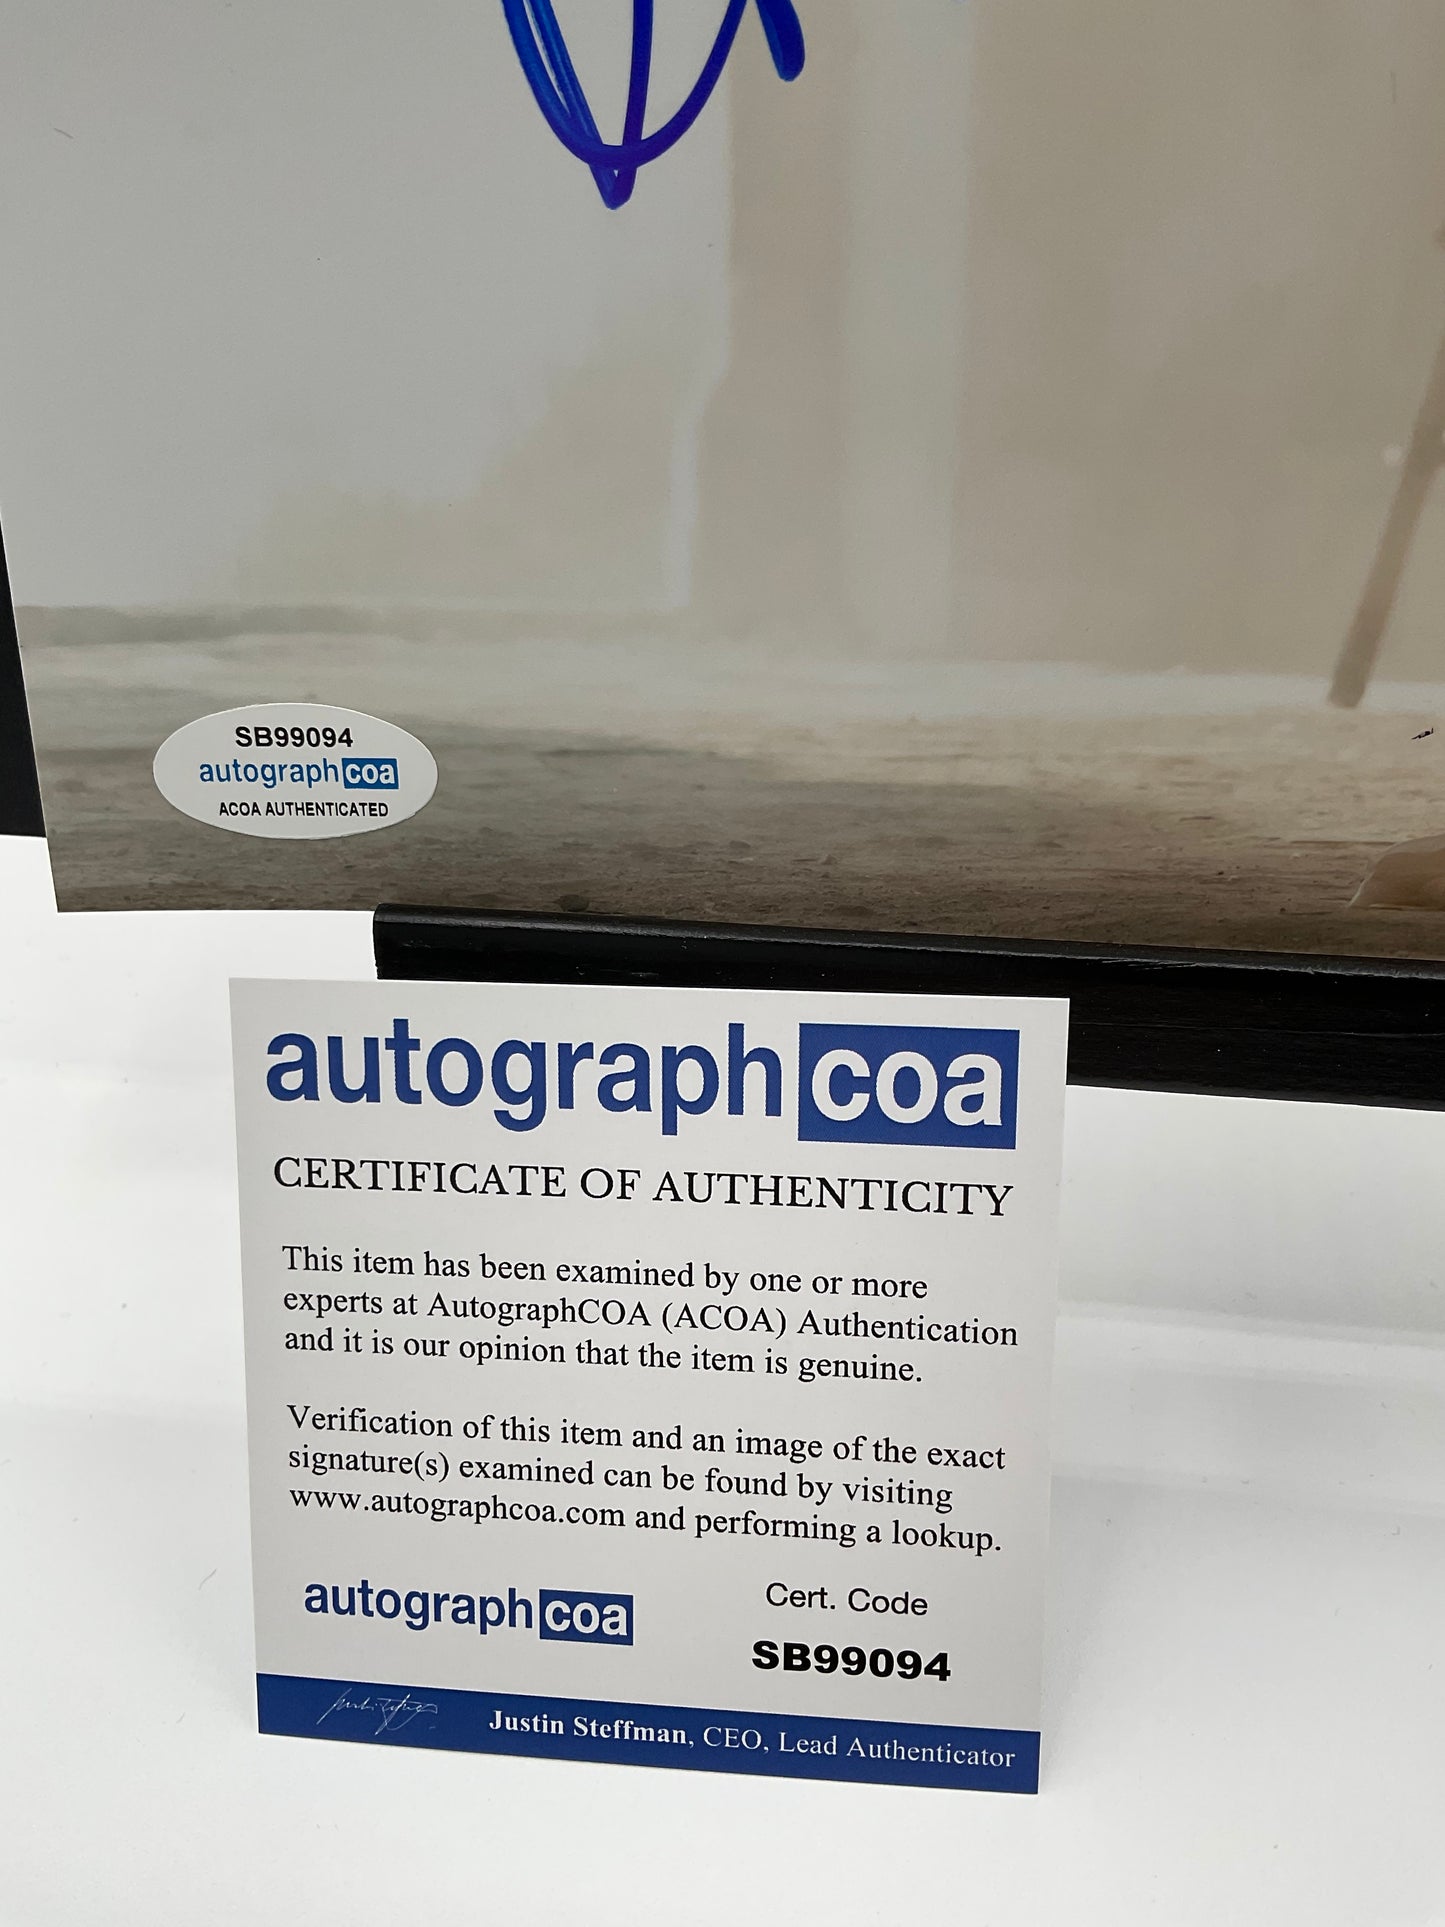 SB99094
autographcoa
ACOA AUTHENTICATED
autographcoa
CERTIFICATE OF AUTHENTICITY
This item has been examined by one or more
experts at AutographCOA (ACOA) Authentication
and it is our opinion that the item is genuine.
Verification of this item and an image of the exact
signature(s) examined can be found by visiting
www.autographcoa.com and performing a lookup.
autographcoa
Cert. Code
SB99094
Justin Steffman, CEO, Lead Authenticator